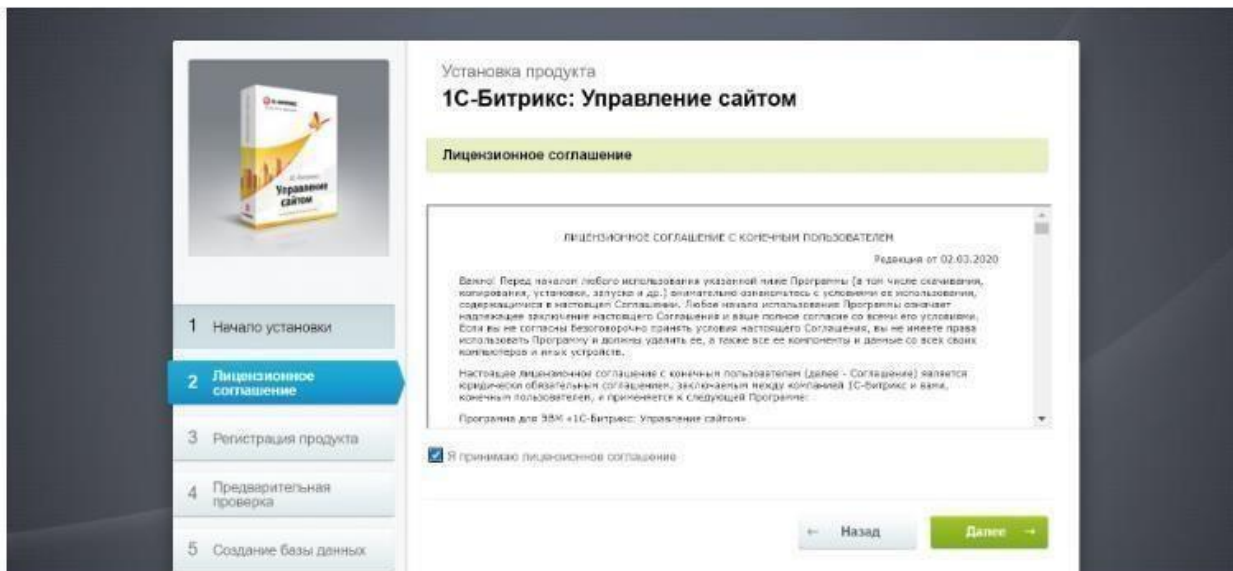 Установка продукта
1С-Битрикс: Управление сайтом
Лицензионное соглашение
ЛИЦЕНЗИОННОЕ СОГЛАШЕНИЕ С КОНЕЧНЫМ ПОЛЬЗОВАТЕЛЕМ
Редакция от 02.03.2020
Важно! Перед началом любого использования указанной ниже Программы (в том числе скачивания,
копирования, установки, запуска и др.) внимательно ознакомьтесь с условиями ее использования,
содержащимися в настоящем Соглашении. Любое начало использования Программы означает
надлежащее заключение настоящего Соглашения и ваше полное согласие со всеми его условиями.
Если вы не согласны безоговорочно принять условия настоящего Соглашения, вы не имеете права
использовать Программу и должны удалить ее, а также все ее компоненты и данные со всех своих
компьютеров и иных устройств.
Настоящее лицензионное соглашение с конечным пользователем (далее - Соглашение) является
юридически обязательным соглашением, заключаемым между компанией 1С-Битрикс и вами,
конечным пользователем, и применяется к следующей Программе:
Программа для ЭВМ «1С-Битрикс: Управление сайтом»
Я принимаю лицензионное соглашение
← Назад
Далее →
Управление
сайтом
1 Начало установки
2 Лицензионное
соглашение
3 Регистрация продукта
4 Предварительная
проверка
5 Создание базы данных